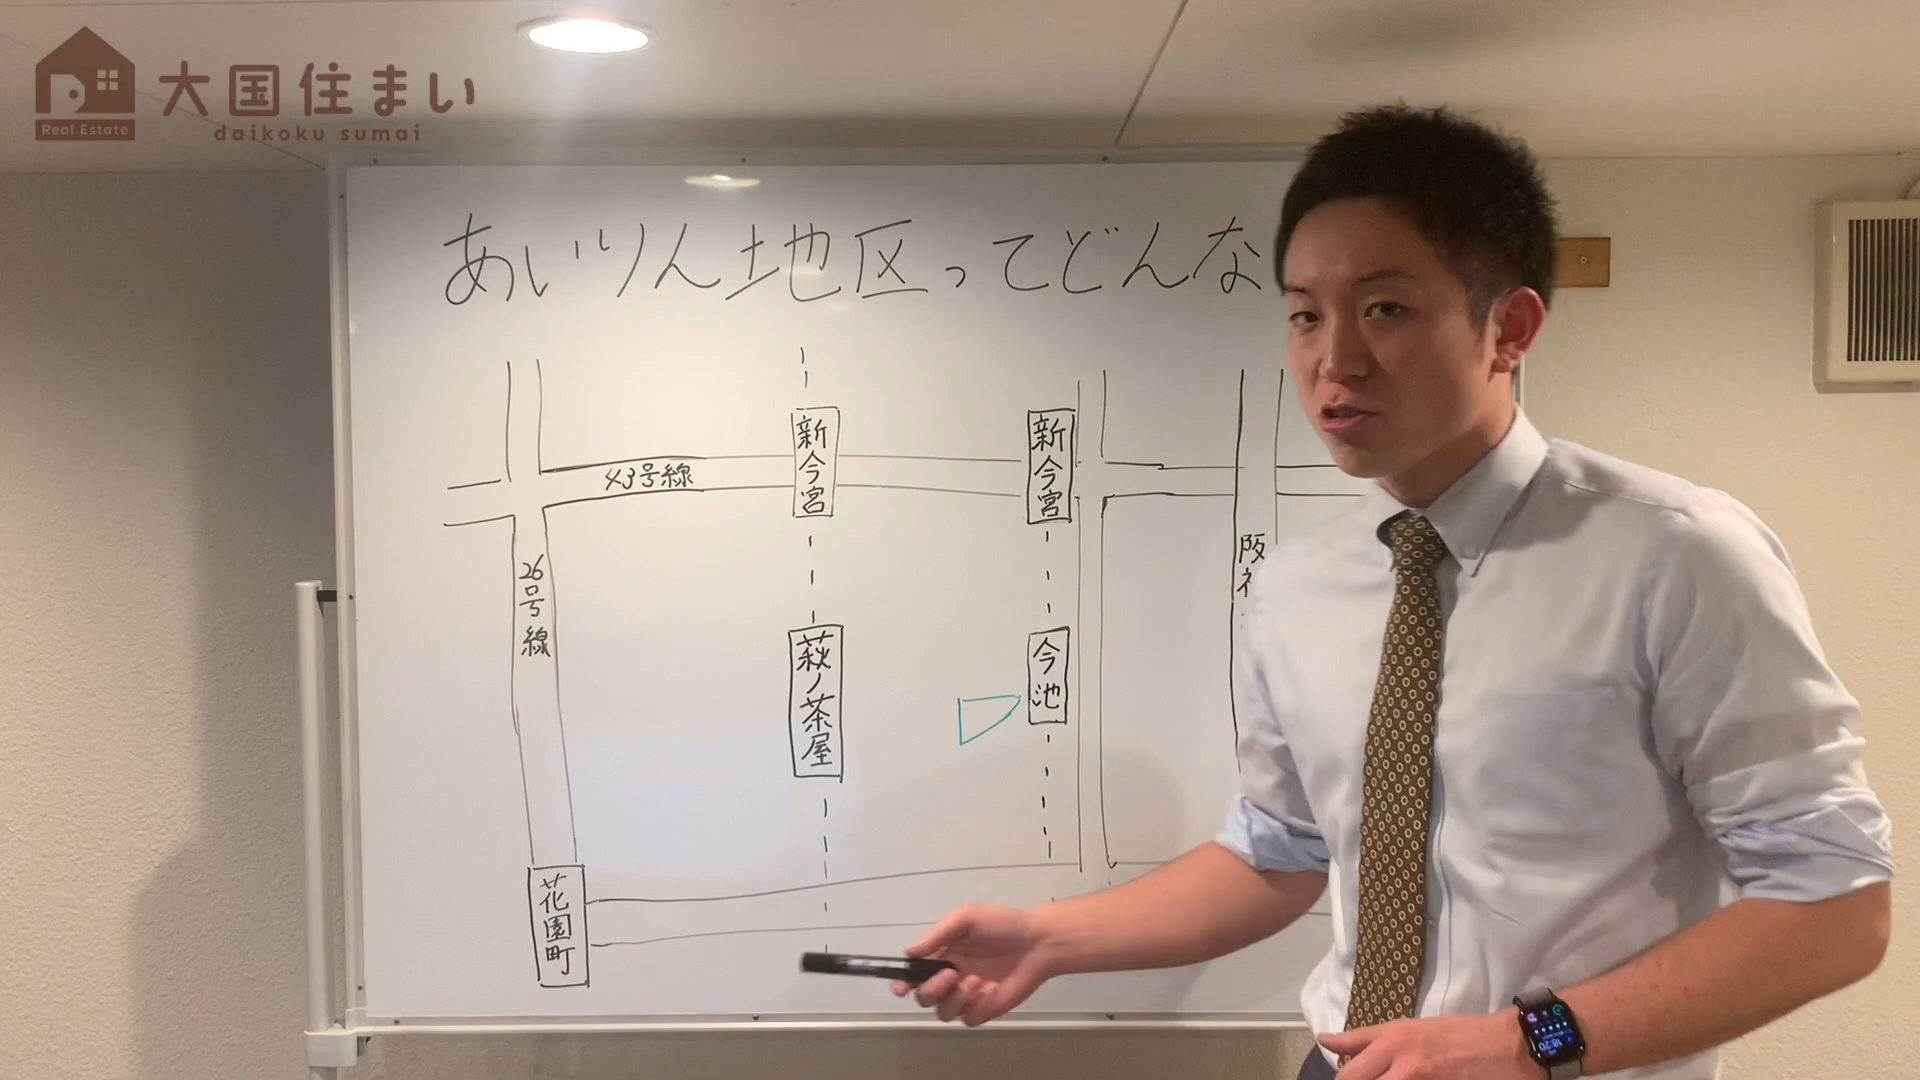 大国住まい
Real Estate
daikoku sumai
あいりん地区ってどんな
新今宮
新今宮
43号線
26号線
阪
萩ノ茶屋
今池
花園町
18:20